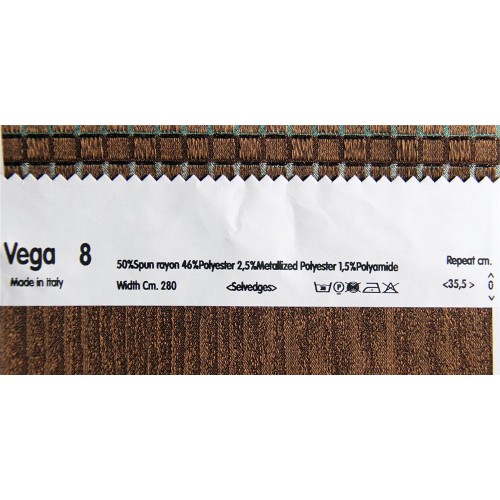 Vega 8
Made in Italy
50%Spun rayon 46%Polyester 2,5%Metallized Polyester 1,5%Polyamide
Width Cm. 280 <Selvedges>
Repeat cm.
<35,5> <0>